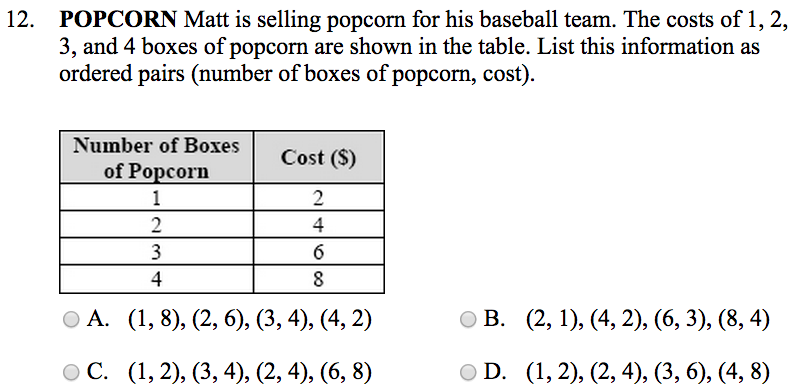 12. POPCORN Matt is selling popcorn for his baseball team. The costs of 1, 2,
3, and 4 boxes of popcorn are shown in the table. List this information as
ordered pairs (number of boxes of popcorn, cost).
Number of Boxes
of Popcorn
Cost ($)
1 2
2 4
3 6
4 8
A. (1, 8), (2, 6), (3, 4), (4, 2)
B. (2, 1), (4, 2), (6, 3), (8, 4)
C. (1, 2), (3, 4), (2, 4), (6, 8)
D. (1, 2), (2, 4), (3, 6), (4, 8)